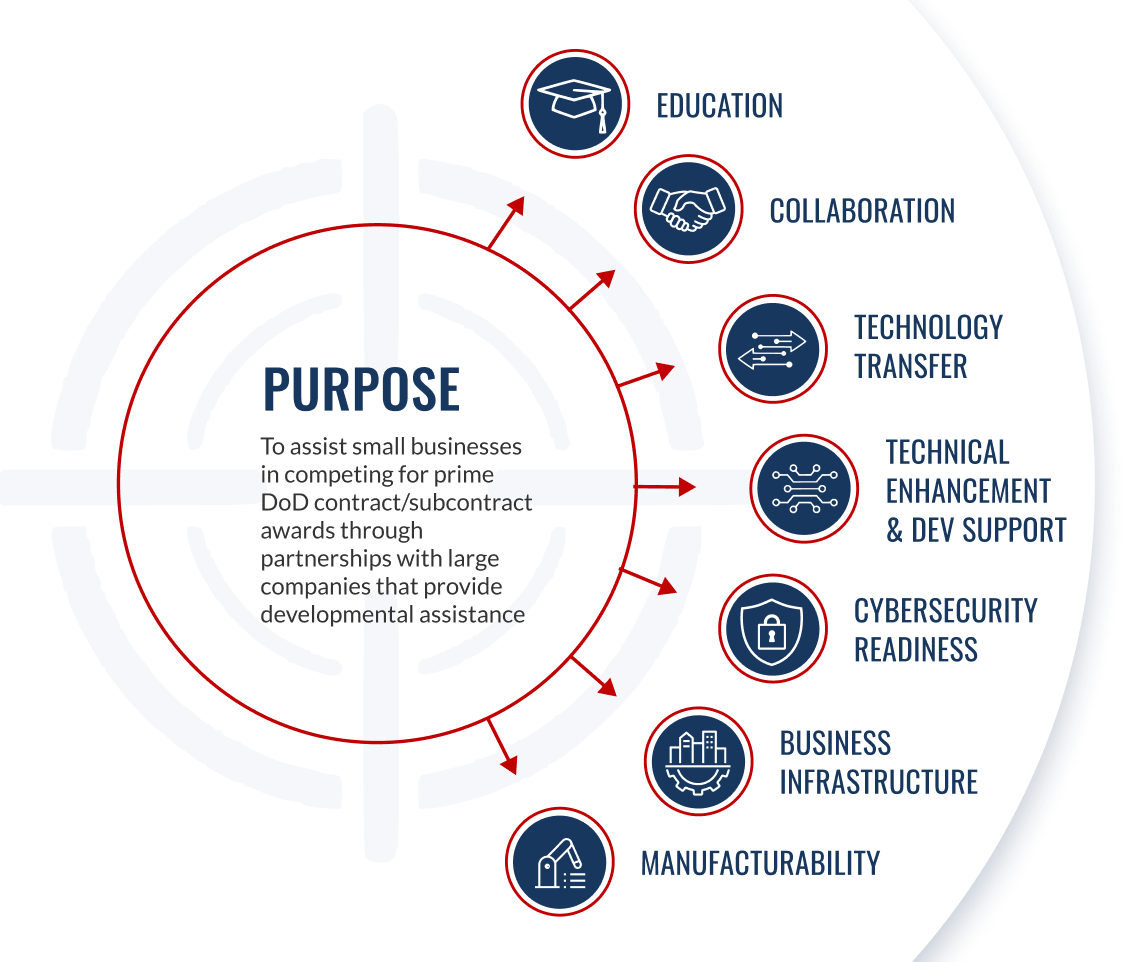 EDUCATION
COLLABORATION
TECHNOLOGY
TRANSFER
PURPOSE
To assist small businesses
in competing for prime
DoD contract/subcontract
awards through
partnerships with large
companies that provide
developmental assistance
TECHNICAL
ENHANCEMENT
& DEV SUPPORT
CYBERSECURITY
READINESS
BUSINESS
INFRASTRUCTURE
MANUFACTURABILITY